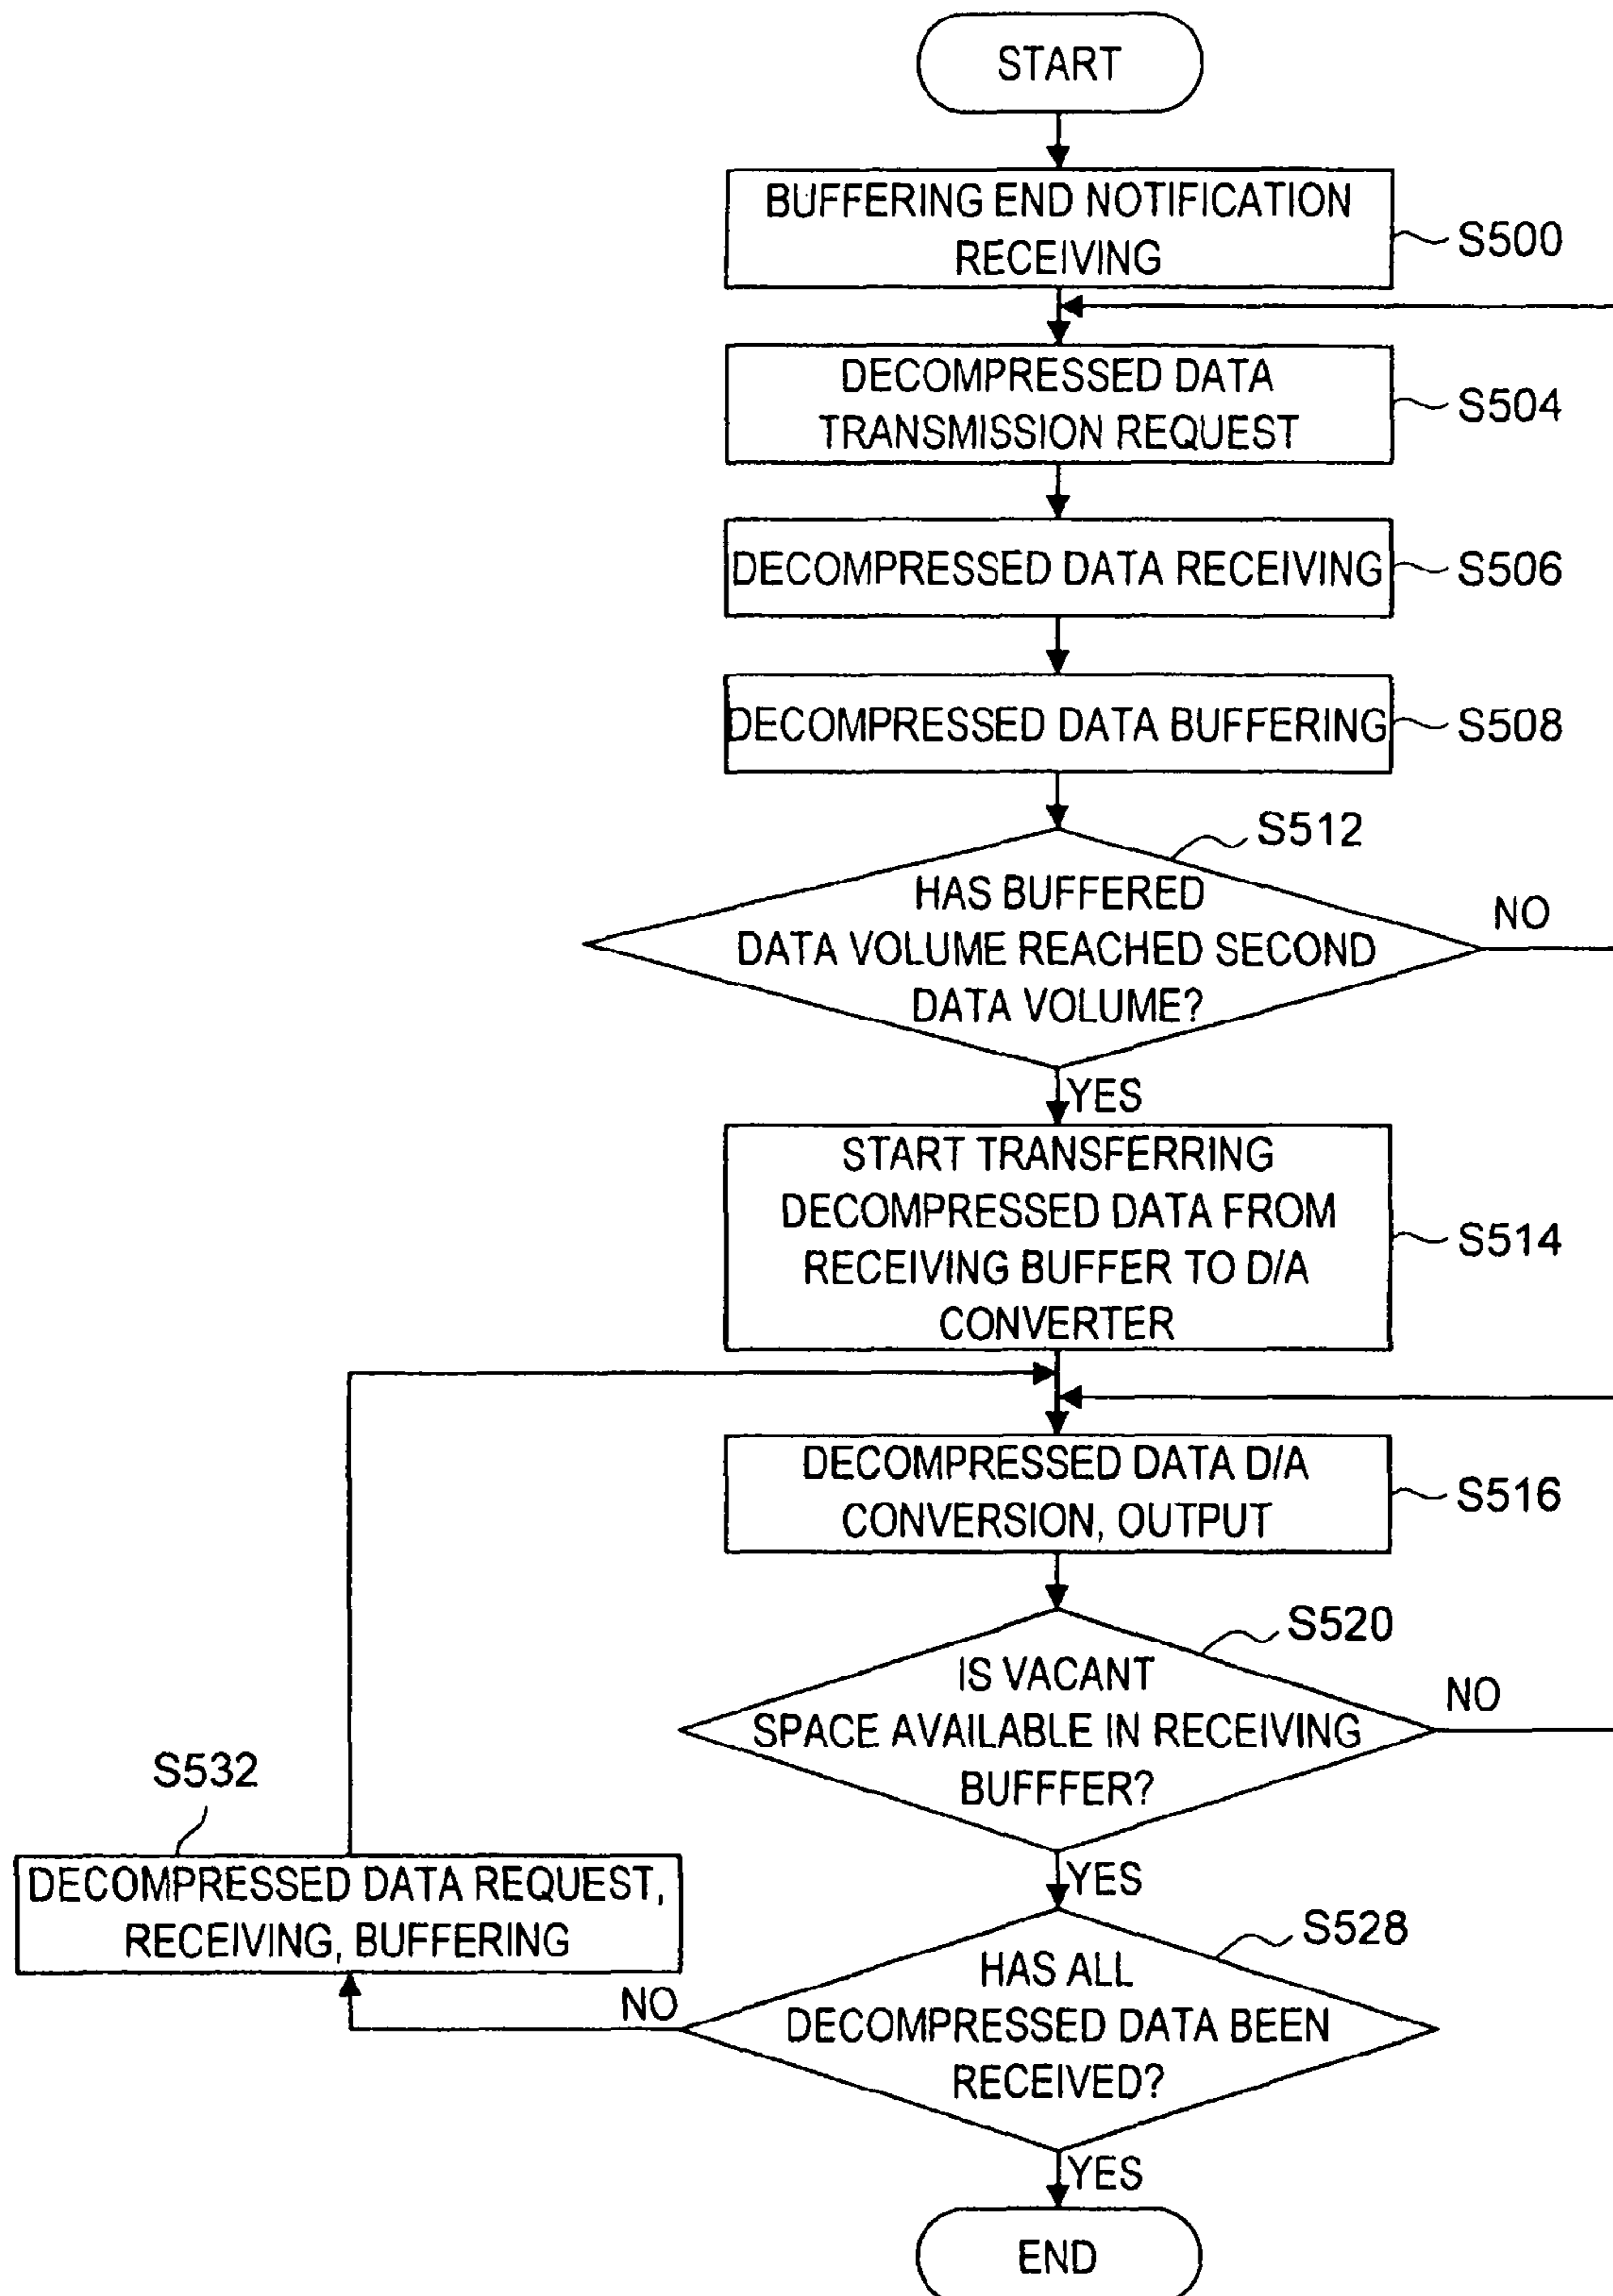 START
BUFFERING END NOTIFICATION
RECEIVING
S500
DECOMPRESSED DATA
TRANSMISSION REQUEST
S504
DECOMPRESSED DATA RECEIVING
S506
DECOMPRESSED DATA BUFFERING
S508
S512
HAS BUFFERED
DATA VOLUME REACHED SECOND
DATA VOLUME?
NO
YES
START TRANSFERRING
DECOMPRESSED DATA FROM
RECEIVING BUFFER TO D/A
CONVERTER
S514
DECOMPRESSED DATA D/A
CONVERSION, OUTPUT
S516
S520
IS VACANT
SPACE AVAILABLE IN RECEIVING
BUFFFER?
NO
YES
S532
DECOMPRESSED DATA REQUEST,
RECEIVING, BUFFERING
S528
HAS ALL
DECOMPRESSED DATA BEEN
RECEIVED?
NO
YES
END